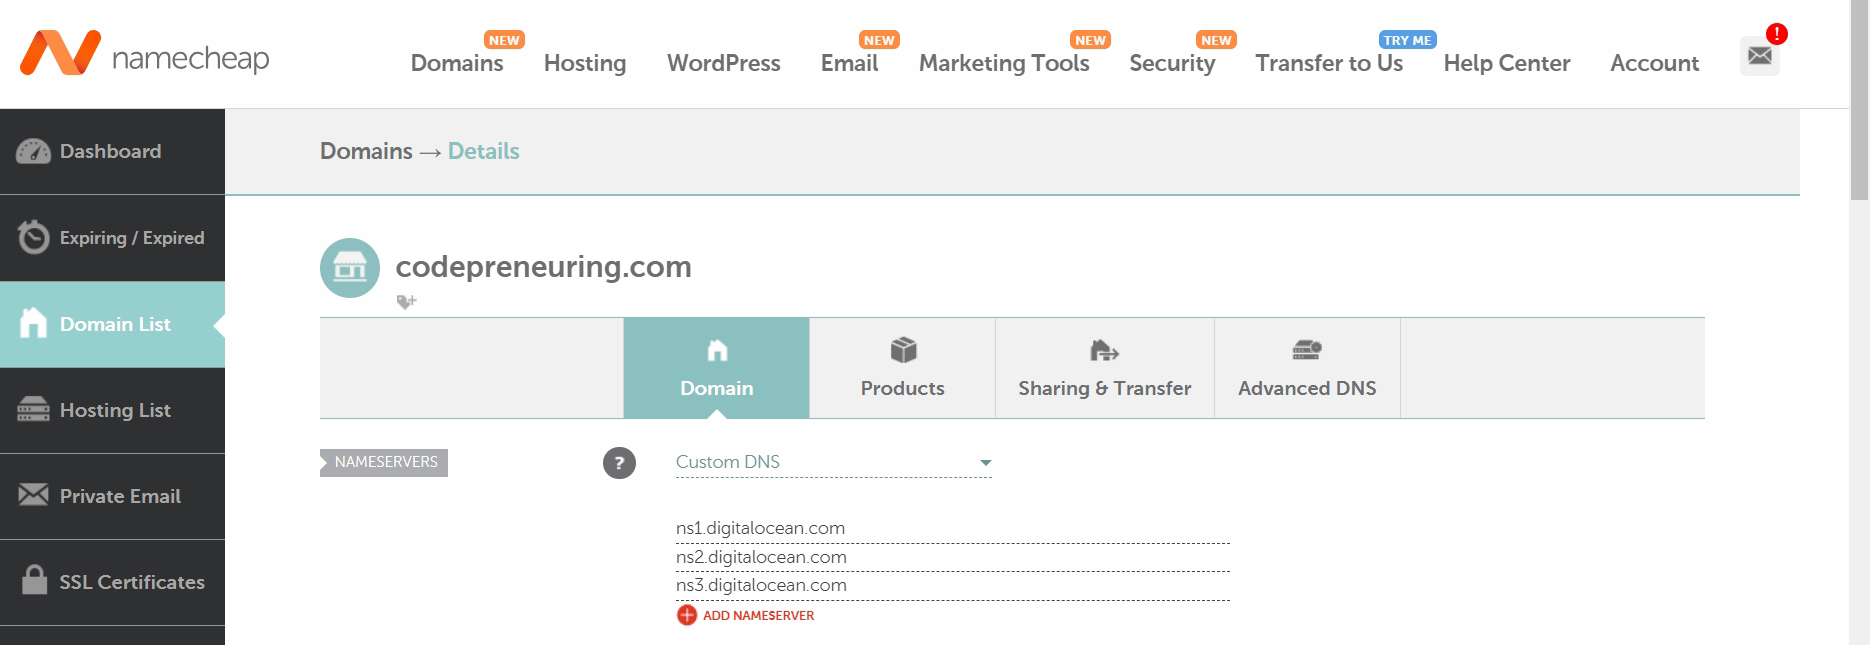 namecheap
Domains NEW Hosting WordPress Email NEW Marketing Tools NEW Security NEW Transfer to Us TRY ME Help Center Account !
Dashboard
Expiring / Expired
Domain List
Hosting List
Private Email
SSL Certificates
Domains → Details
codepreneuring.com
Domain Products Sharing & Transfer Advanced DNS
NAMESERVERS ? Custom DNS
ns1.digitalocean.com
ns2.digitalocean.com
ns3.digitalocean.com
ADD NAMESERVER